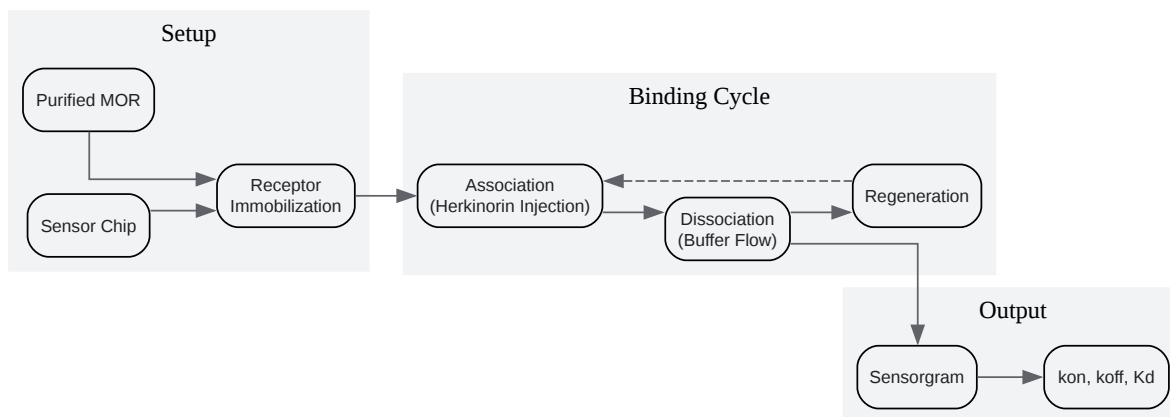 Setup
Purified MOR
Sensor Chip
Receptor
Immobilization
Binding Cycle
Association
(Herkinorin Injection)
Dissociation
(Buffer Flow)
Regeneration
Output
Sensorgram
kon, koff, Kd